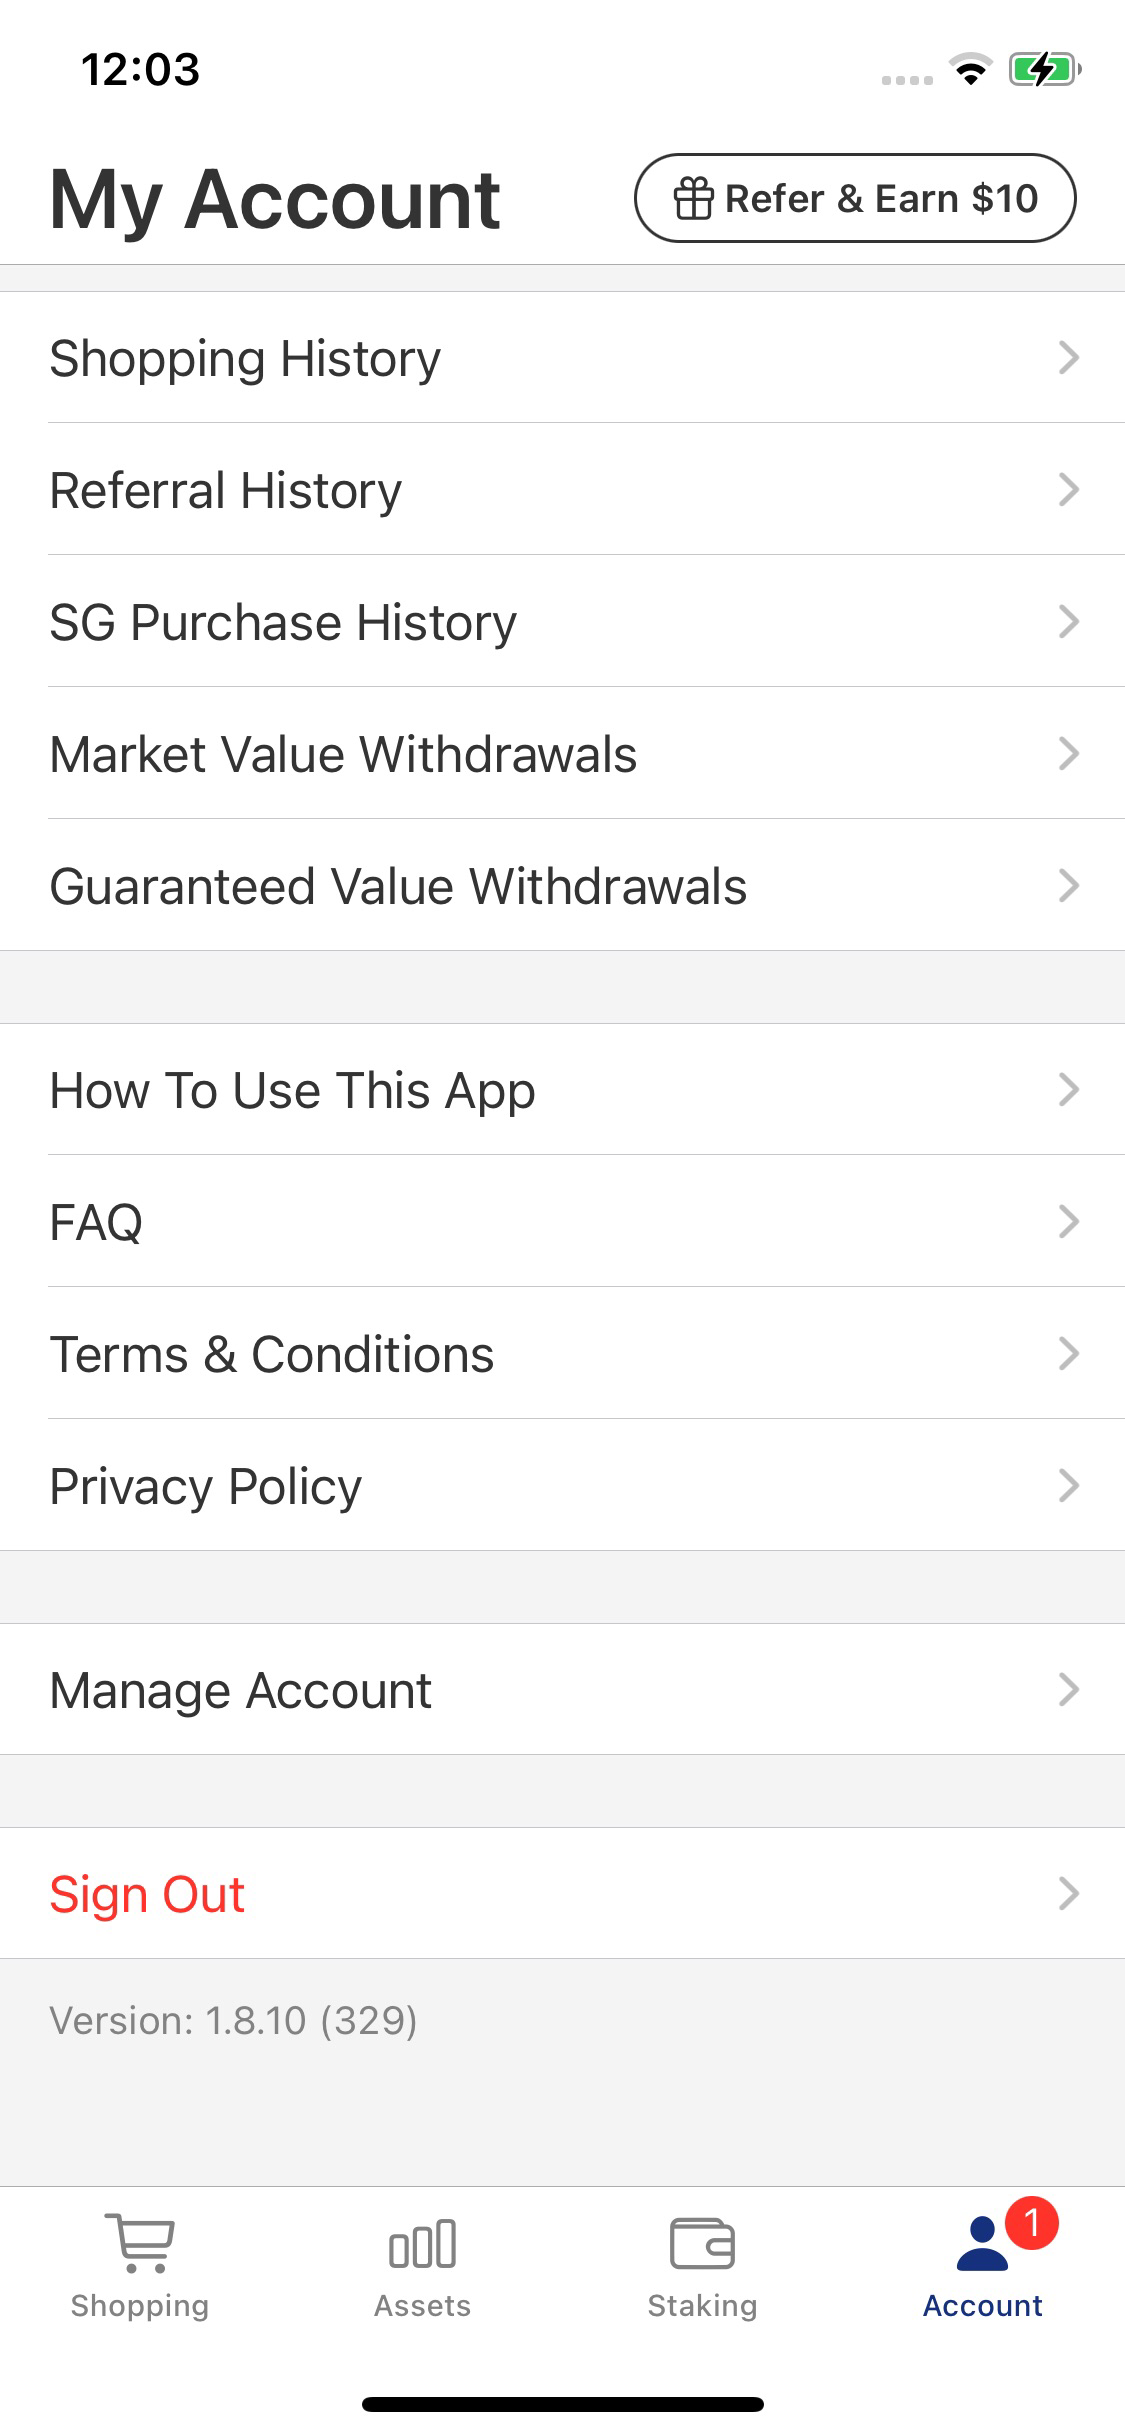 12:03
My Account
Refer & Earn $10
Shopping History
Referral History
SG Purchase History
Market Value Withdrawals
Guaranteed Value Withdrawals
How To Use This App
FAQ
Terms & Conditions
Privacy Policy
Manage Account
Sign Out
Version: 1.8.10 (329)
1
Shopping
Assets
Staking
Account